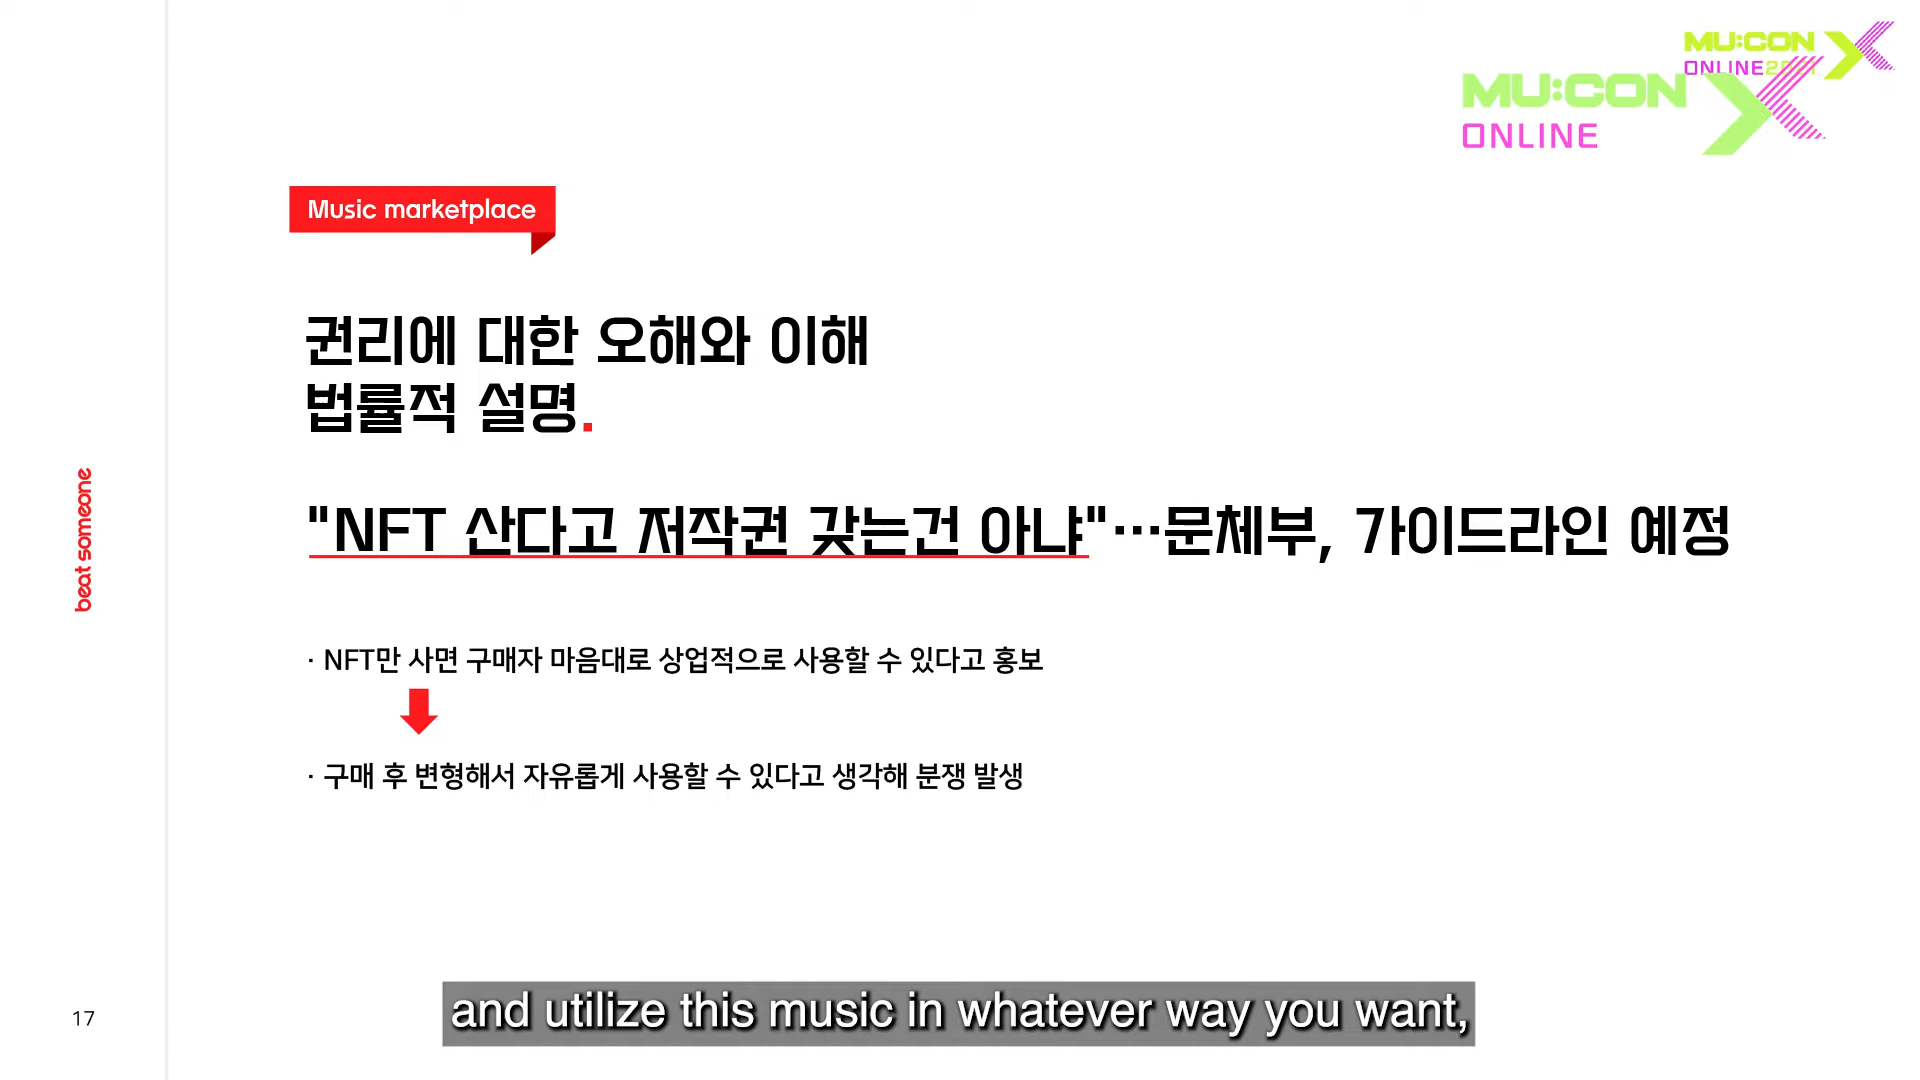 MU:CON
ONLINE2021
MU:CON
ONLINE
Music marketplace
권리에 대한 오해와 이해
법률적 설명.
"NFT 산다고 저작권 갖는건 아냐"…문체부, 가이드라인 예정
beat someone
· NFT만 사면 구매자 마음대로 상업적으로 사용할 수 있다고 홍보
· 구매 후 변형해서 자유롭게 사용할 수 있다고 생각해 분쟁 발생
17
and utilize this music in whatever way you want,